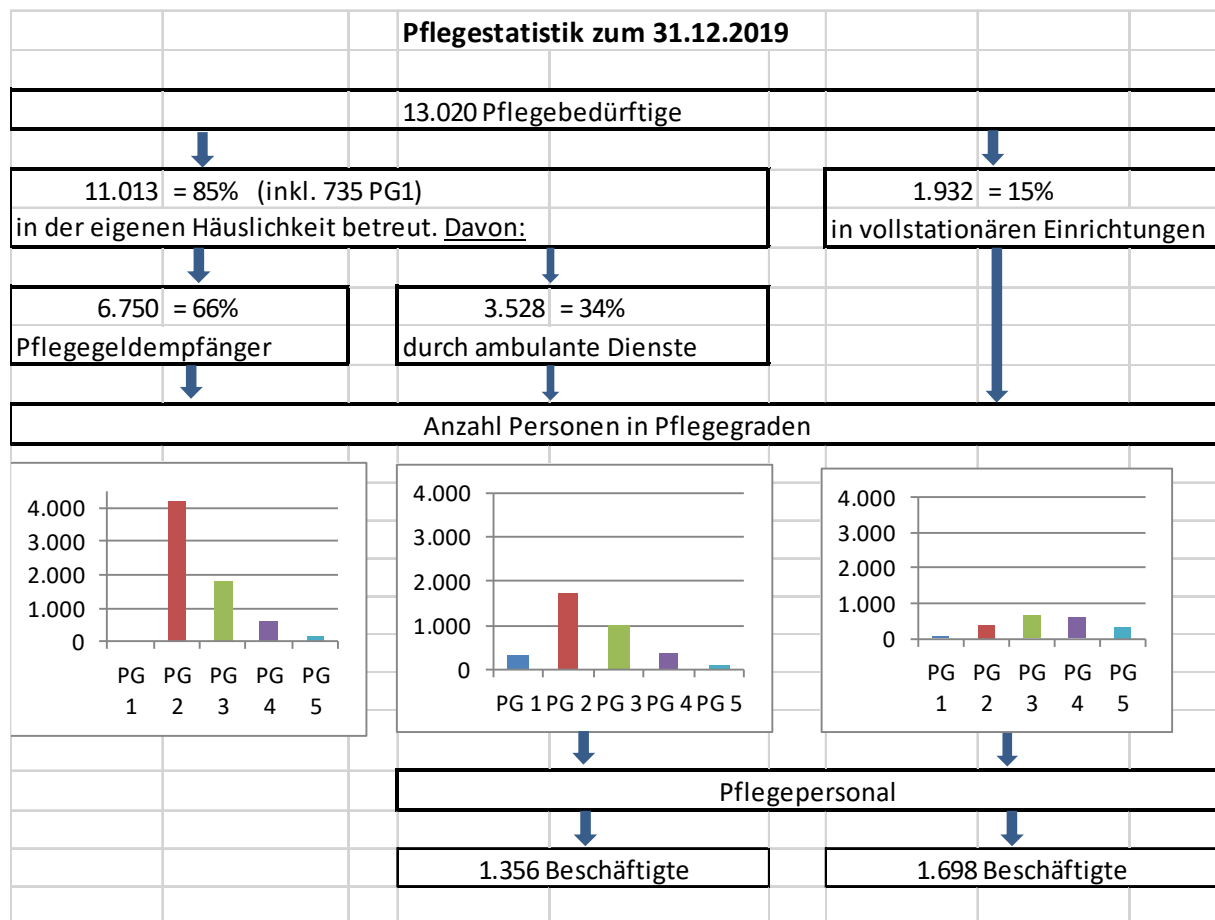 Pflegestatistik zum 31.12.2019
13.020 Pflegebedürftige
11.013 = 85% (inkl. 735 PG1)
in der eigenen Häuslichkeit betreut. Davon:
1.932 = 15%
in vollstationären Einrichtungen
6.750 = 66%
Pflegegeldempfänger
3.528 = 34%
durch ambulante Dienste
Anzahl Personen in Pflegegraden
4.000
3.000
2.000
1.000
0
PG PG PG PG PG
1 2 3 4 5
4.000
3.000
2.000
1.000
0
PG 1 PG 2 PG 3 PG 4 PG 5
4.000
3.000
2.000
1.000
0
PG PG PG PG PG
1 2 3 4 5
Pflegepersonal
1.356 Beschäftigte
1.698 Beschäftigte